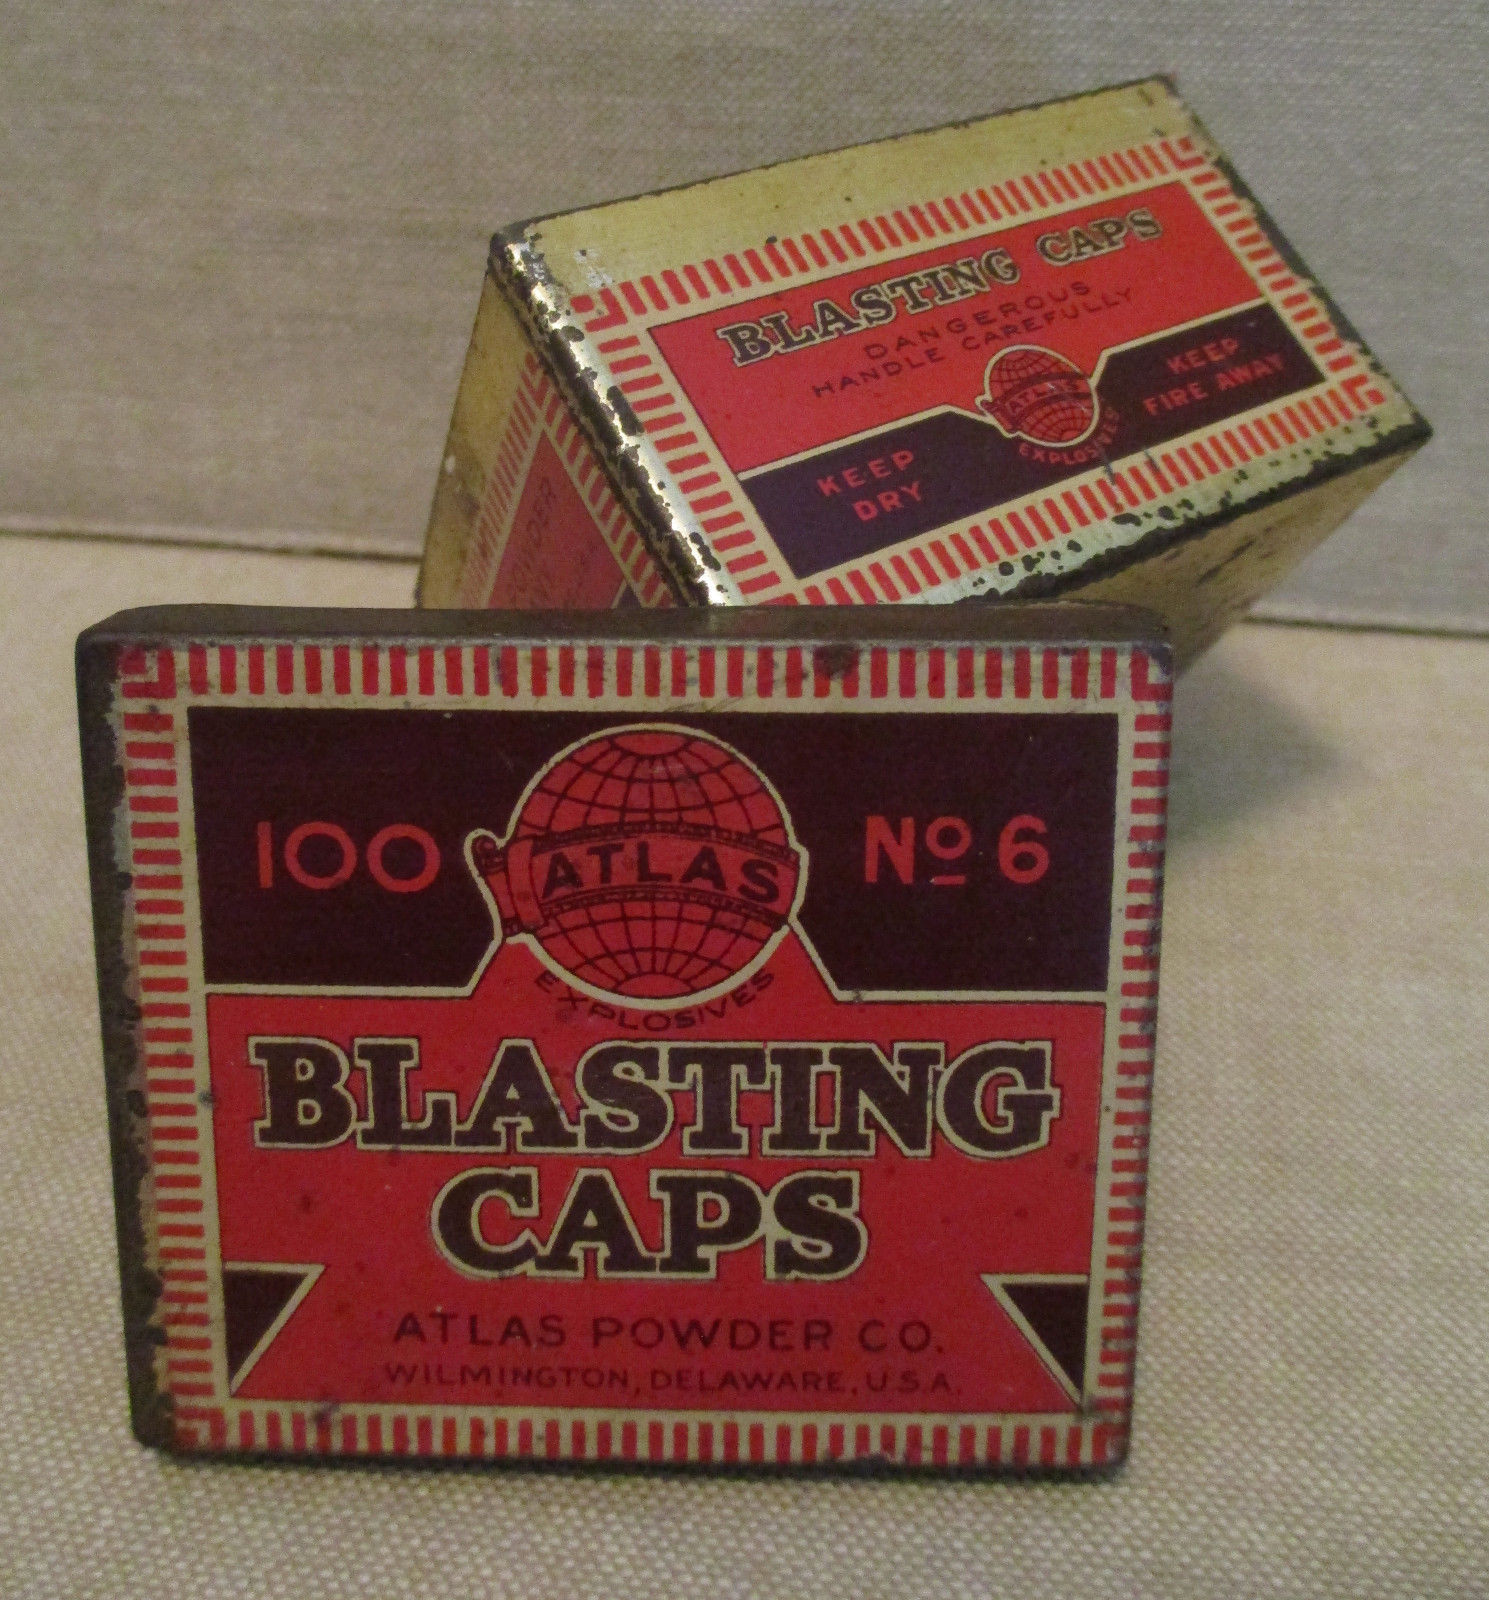 BLASTING CAPS
DANGEROUS
HANDLE CAREFULLY
ATLAS
EXPLOSIVES
KEEP
DRY
KEEP
FIRE AWAY
POWDER
100
ATLAS
EXPLOSIVES
Nº 6
BLASTING
CAPS
ATLAS POWDER CO.
WILMINGTON, DELAWARE, U.S.A.